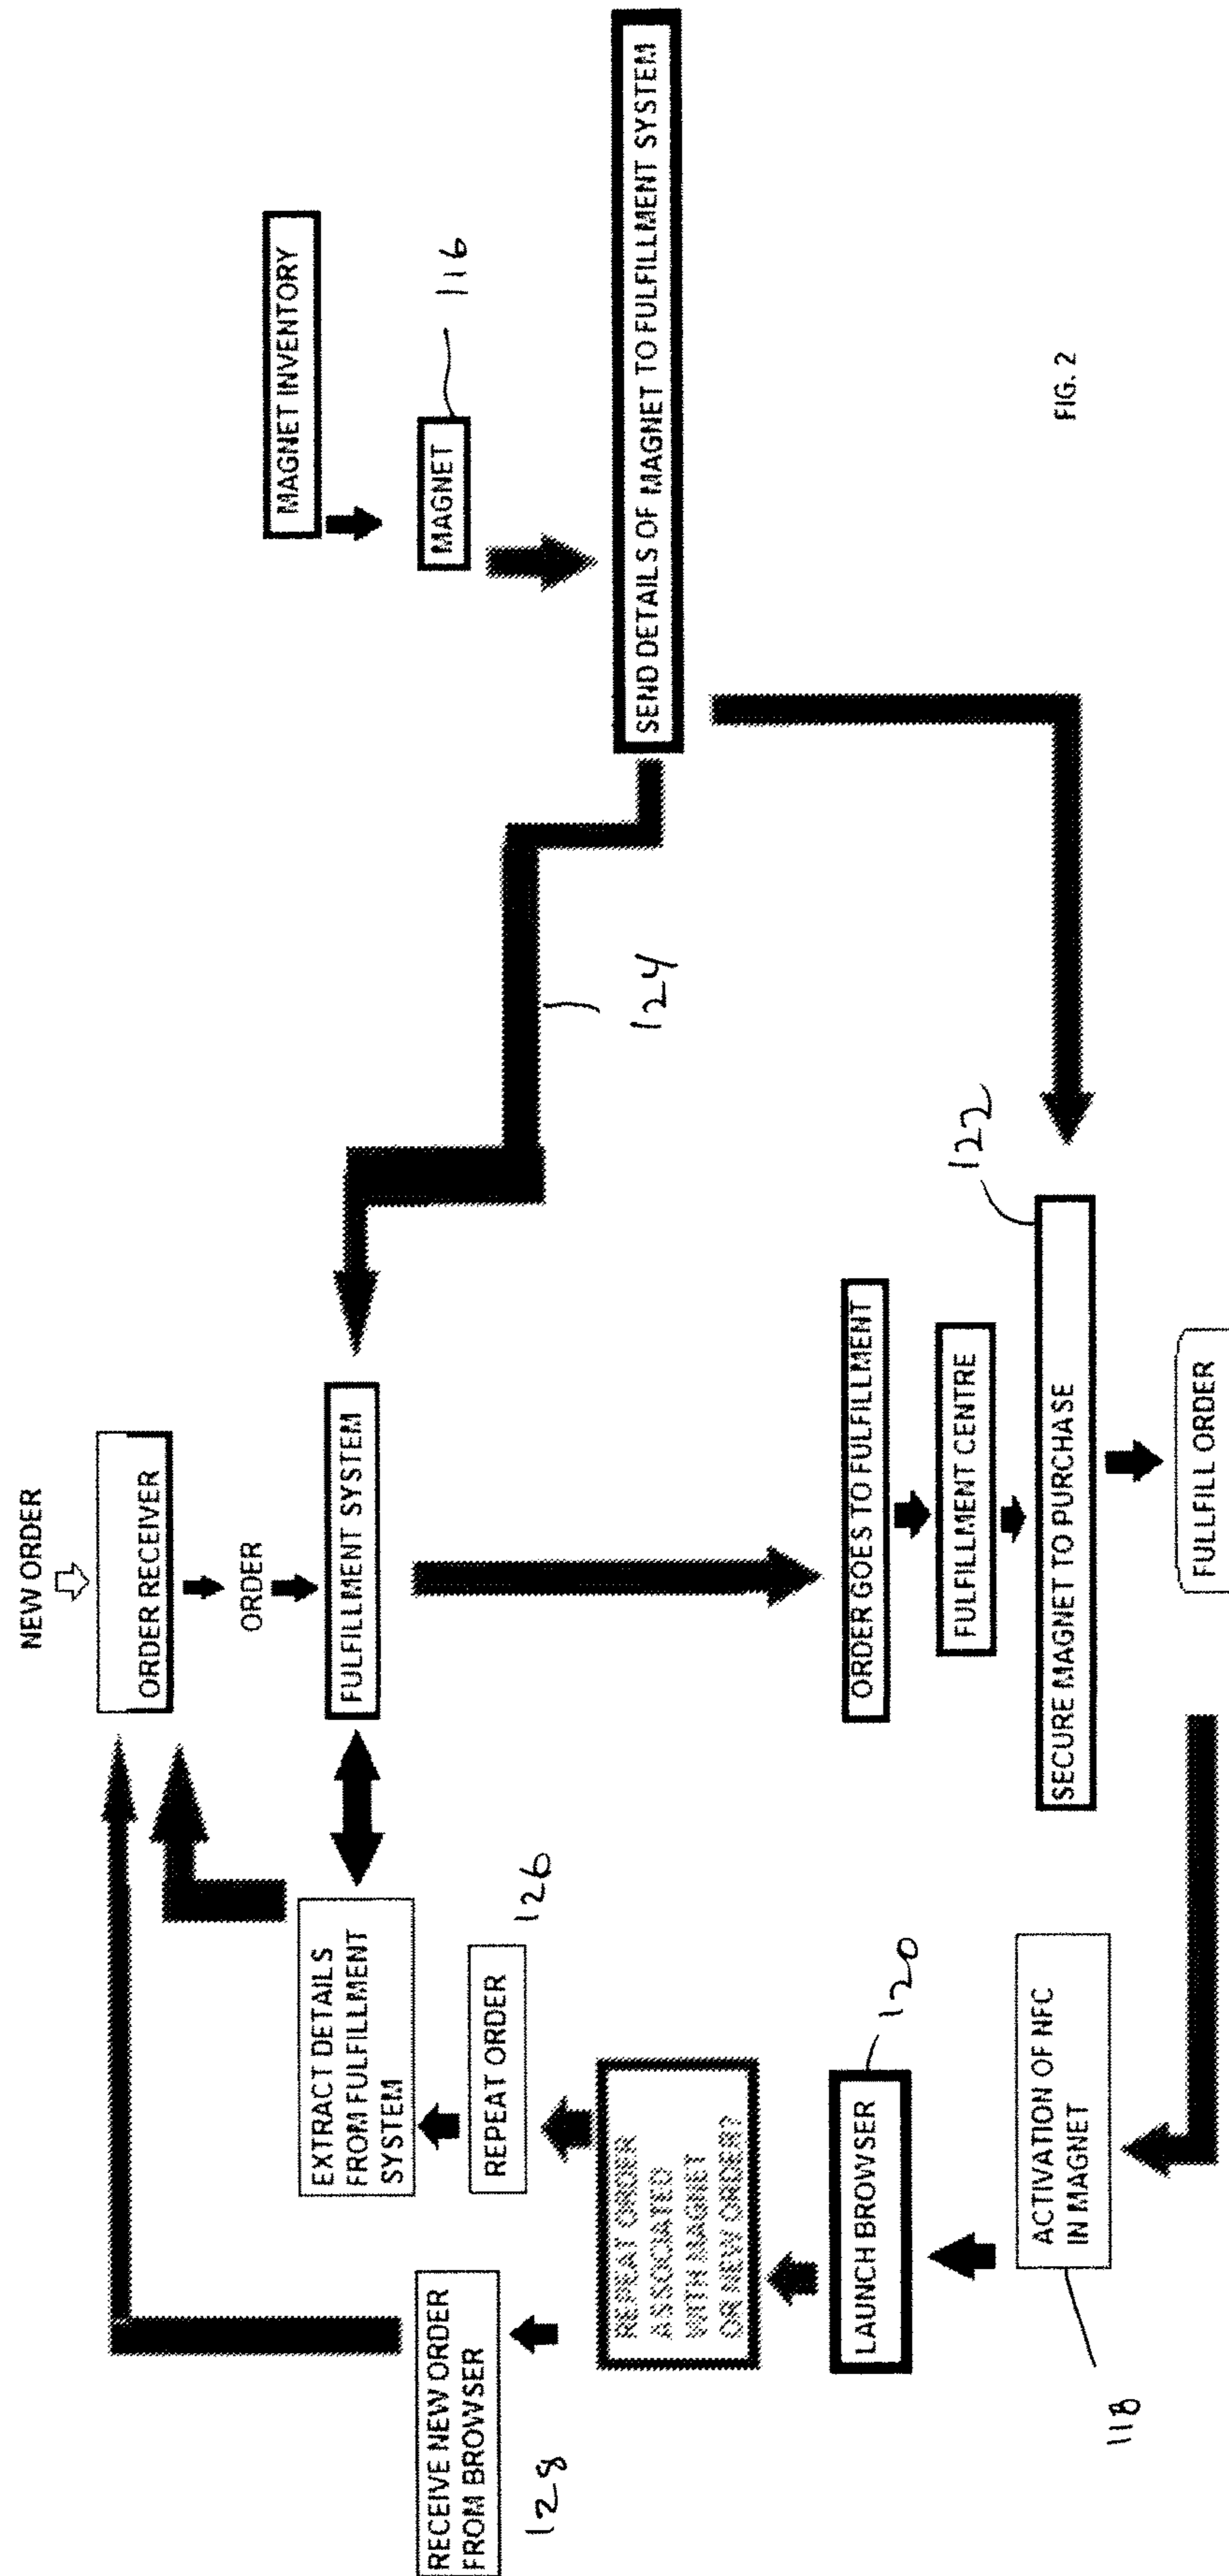 NEW ORDER
ORDER RECEIVER
ORDER
FULFILLMENT SYSTEM
MAGNET INVENTORY
MAGNET
116
SEND DETAILS OF MAGNET TO FULFILLMENT SYSTEM
124
EXTRACT DETAILS
FROM FULFILLMENT
SYSTEM
REPEAT ORDER
126
RECEIVE NEW ORDER
FROM BROWSER
128
REPEAT ORDER
ASSOCIATED
WITH MAGNET
OR NEW ORDER?
LAUNCH BROWSER
120
ACTIVATION OF NFC
IN MAGNET
118
ORDER GOES TO FULFILLMENT
FULFILLMENT CENTRE
SECURE MAGNET TO PURCHASE
122
FULLFILL ORDER
FIG. 2